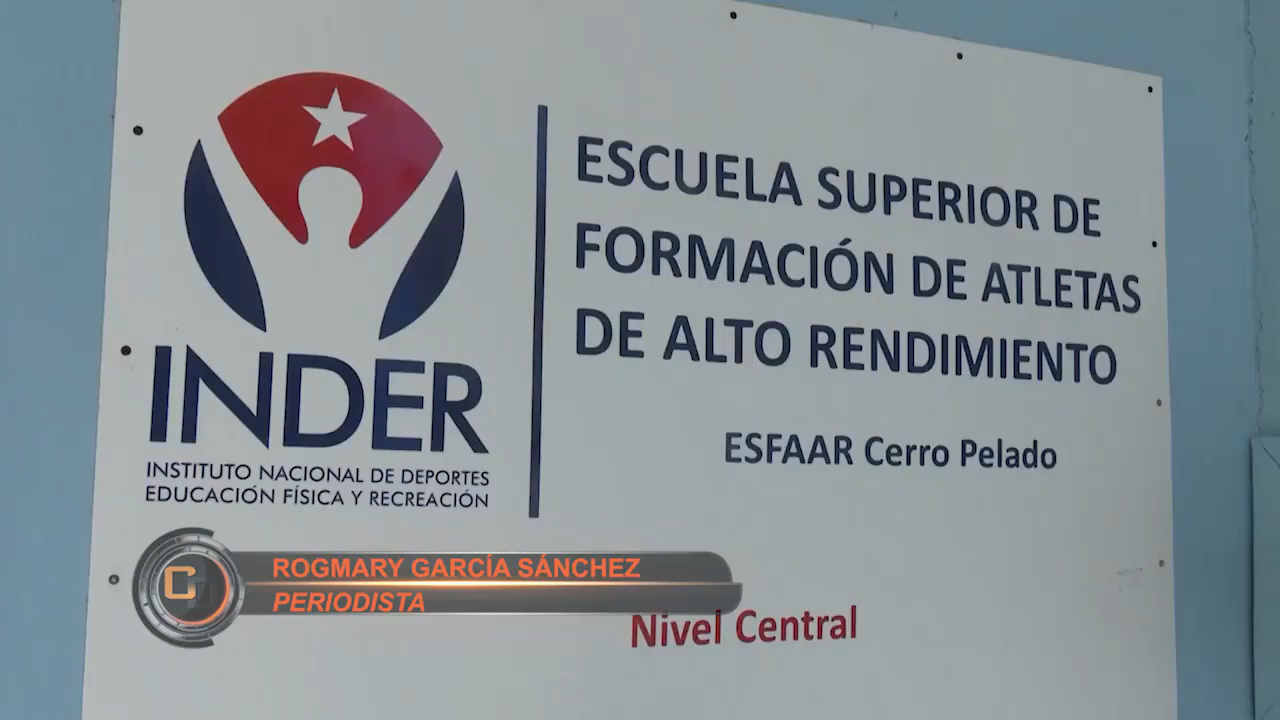 INDER
INSTITUTO NACIONAL DE DEPORTES
EDUCACIÓN FÍSICA Y RECREACIÓN
ESCUELA SUPERIOR DE
FORMACIÓN DE ATLETAS
DE ALTO RENDIMIENTO
ESFAAR Cerro Pelado
Nivel Central
ROGMARY GARCÍA SÁNCHEZ
PERIODISTA